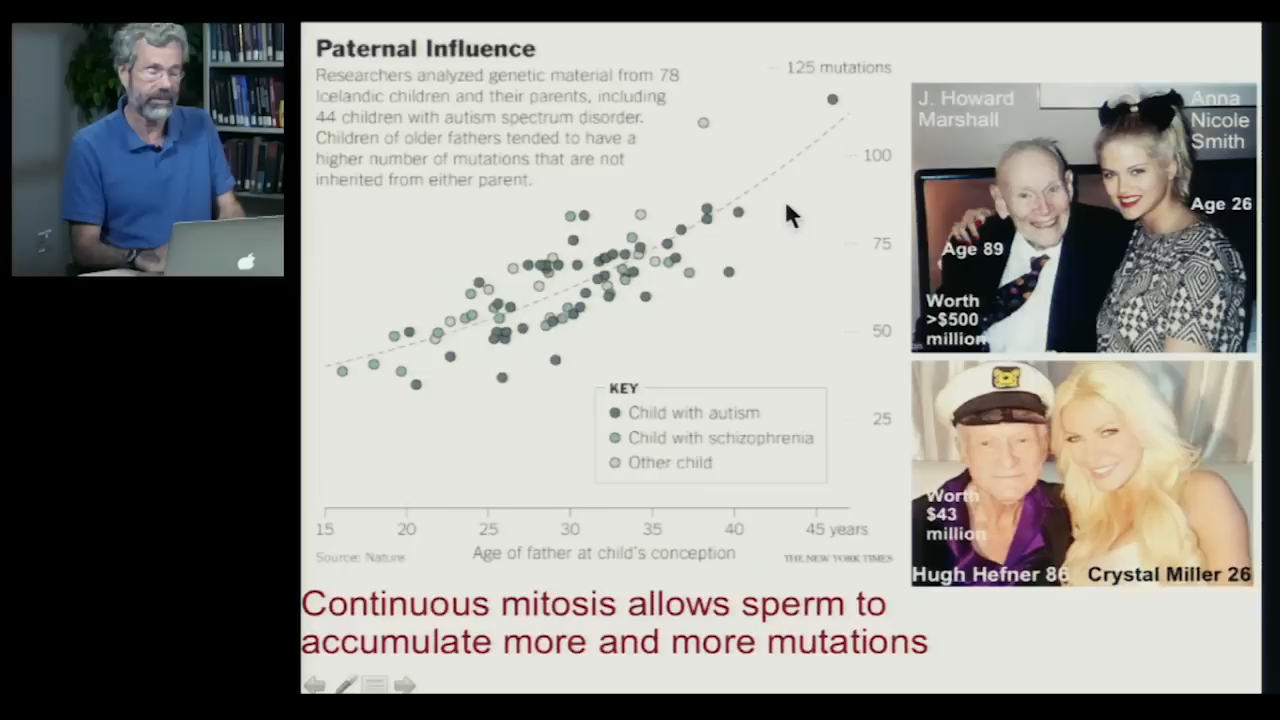 Paternal Influence
Researchers analyzed genetic material from 78
Icelandic children and their parents, including
44 children with autism spectrum disorder.
Children of older fathers tended to have a
higher number of mutations that are not
inherited from either parent.
125 mutations
100
75
50
25
KEY
Child with autism
Child with schizophrenia
Other child
15 20 25 30 35 40 45 years
Age of father at child's conception
Source: Nature
THE NEW YORK TIMES
J. Howard
Marshall
Anna
Nicole
Smith
Age 26
Age 89
Worth
>$500
million
Worth
$43
million
Hugh Hefner 86
Crystal Miller 26
Continuous mitosis allows sperm to
accumulate more and more mutations